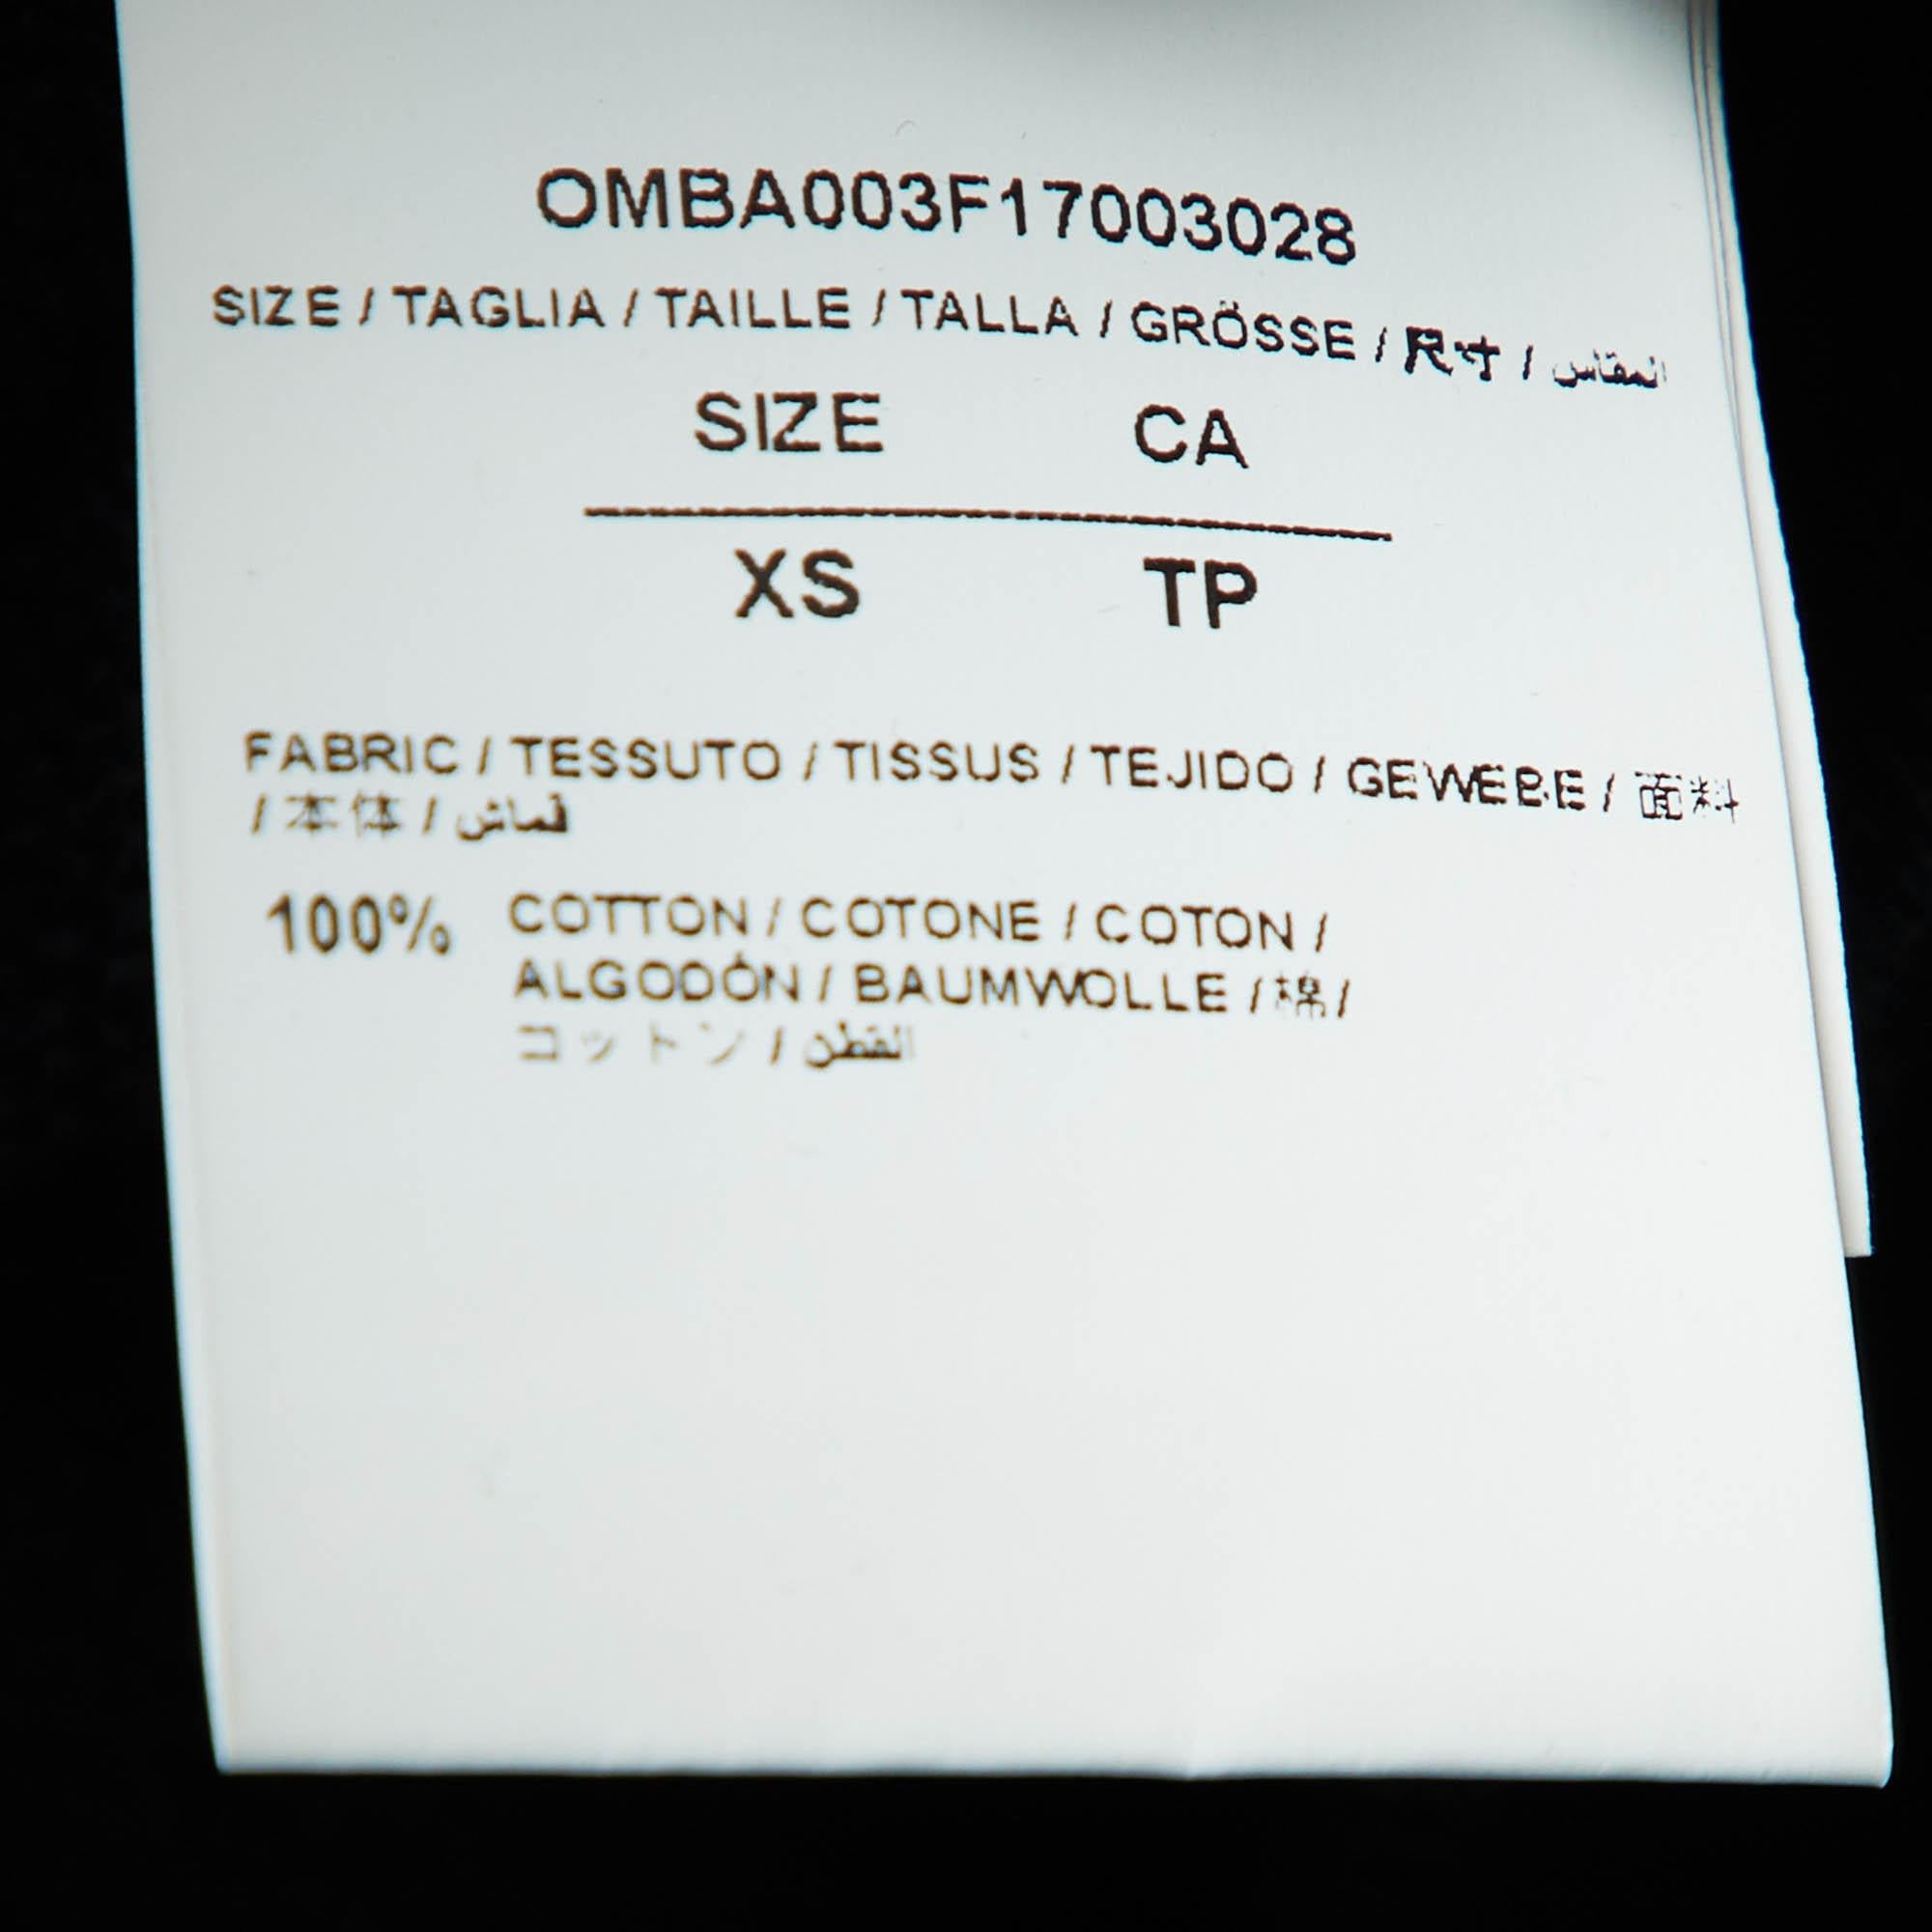 OMBA003F17003028
SIZE / TAGLIA / TAILLE / TALLA / GRÖSSE / 尺寸 / المقاس
SIZE CA
XS TP
FABRIC / TESSUTO / TISSUS / TEJIDO / GEWEBE / 面料
/ 本体 / قماش
100% COTTON / COTONE / COTON /
ALGODÓN / BAUMWOLLE / 棉 /
コットン / القطن